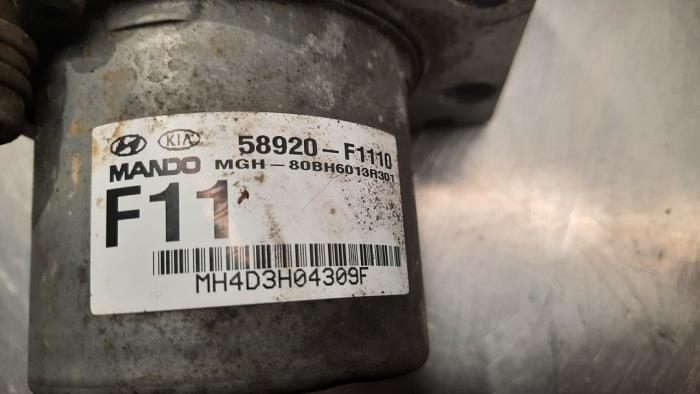 KIA 58920-F1110
MANDO MGH-80BH6013R301
F11
MH4D3H04309F